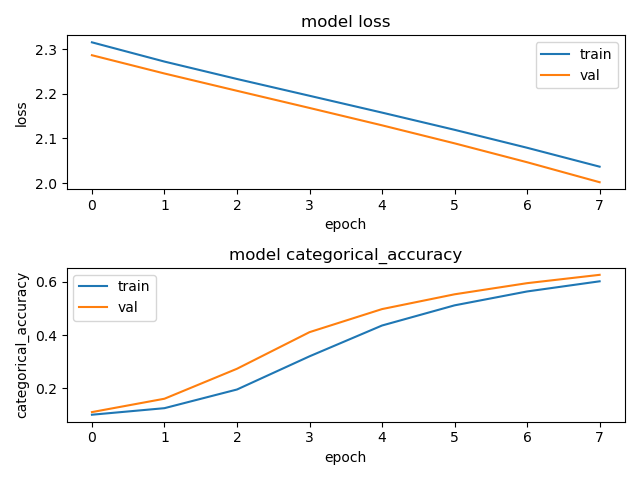 model loss
loss
2.3
2.2
2.1
2.0
train
val
0 1 2 3 4 5 6 7
epoch
model categorical_accuracy
categorical_accuracy
0.6
0.4
0.2
train
val
0 1 2 3 4 5 6 7
epoch